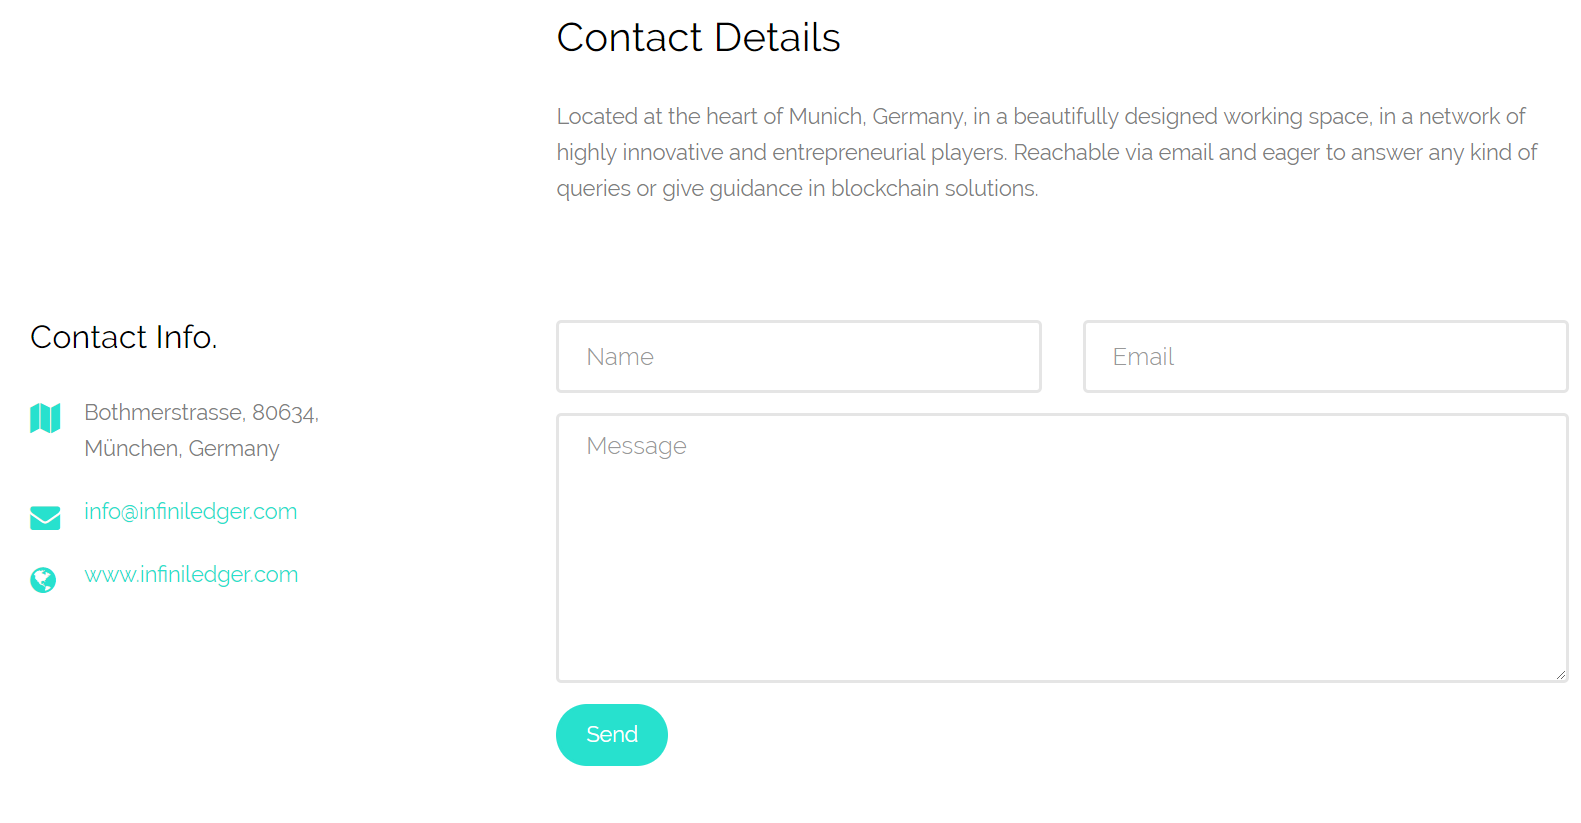 Contact Details
Located at the heart of Munich, Germany, in a beautifully designed working space, in a network of
highly innovative and entrepreneurial players. Reachable via email and eager to answer any kind of
queries or give guidance in blockchain solutions.
Contact Info.
Bothmerstrasse, 80634,
München, Germany
info@infiniledger.com
www.infiniledger.com
Name
Email
Message
Send